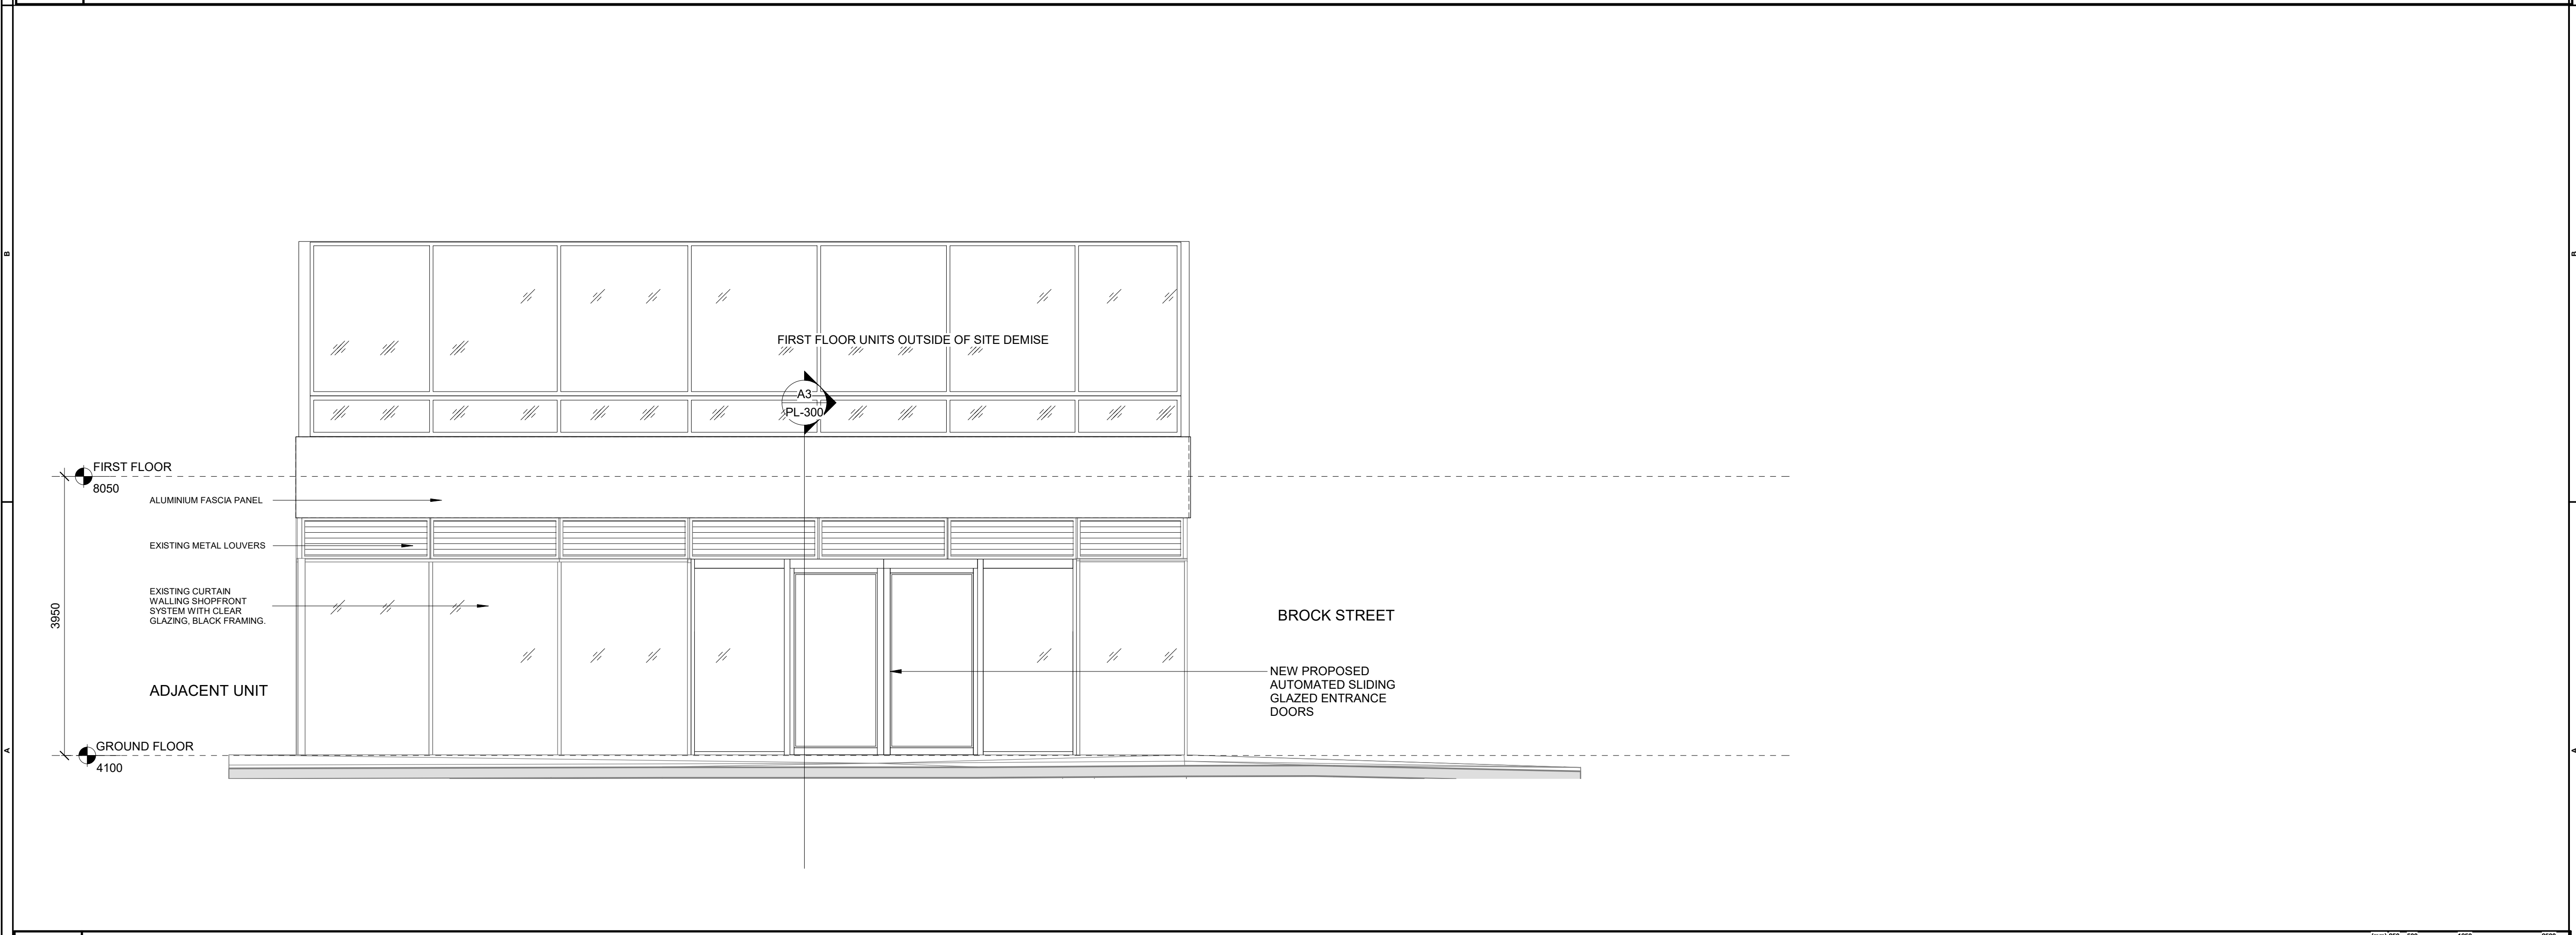 B
B
FIRST FLOOR UNITS OUTSIDE OF SITE DEMISE
A3
PL-300
FIRST FLOOR
8050
ALUMINIUM FASCIA PANEL
EXISTING METAL LOUVERS
EXISTING CURTAIN
WALLING SHOPFRONT
SYSTEM WITH CLEAR
GLAZING, BLACK FRAMING.
3950
BROCK STREET
NEW PROPOSED
AUTOMATED SLIDING
GLAZED ENTRANCE
DOORS
ADJACENT UNIT
GROUND FLOOR
4100
A
A